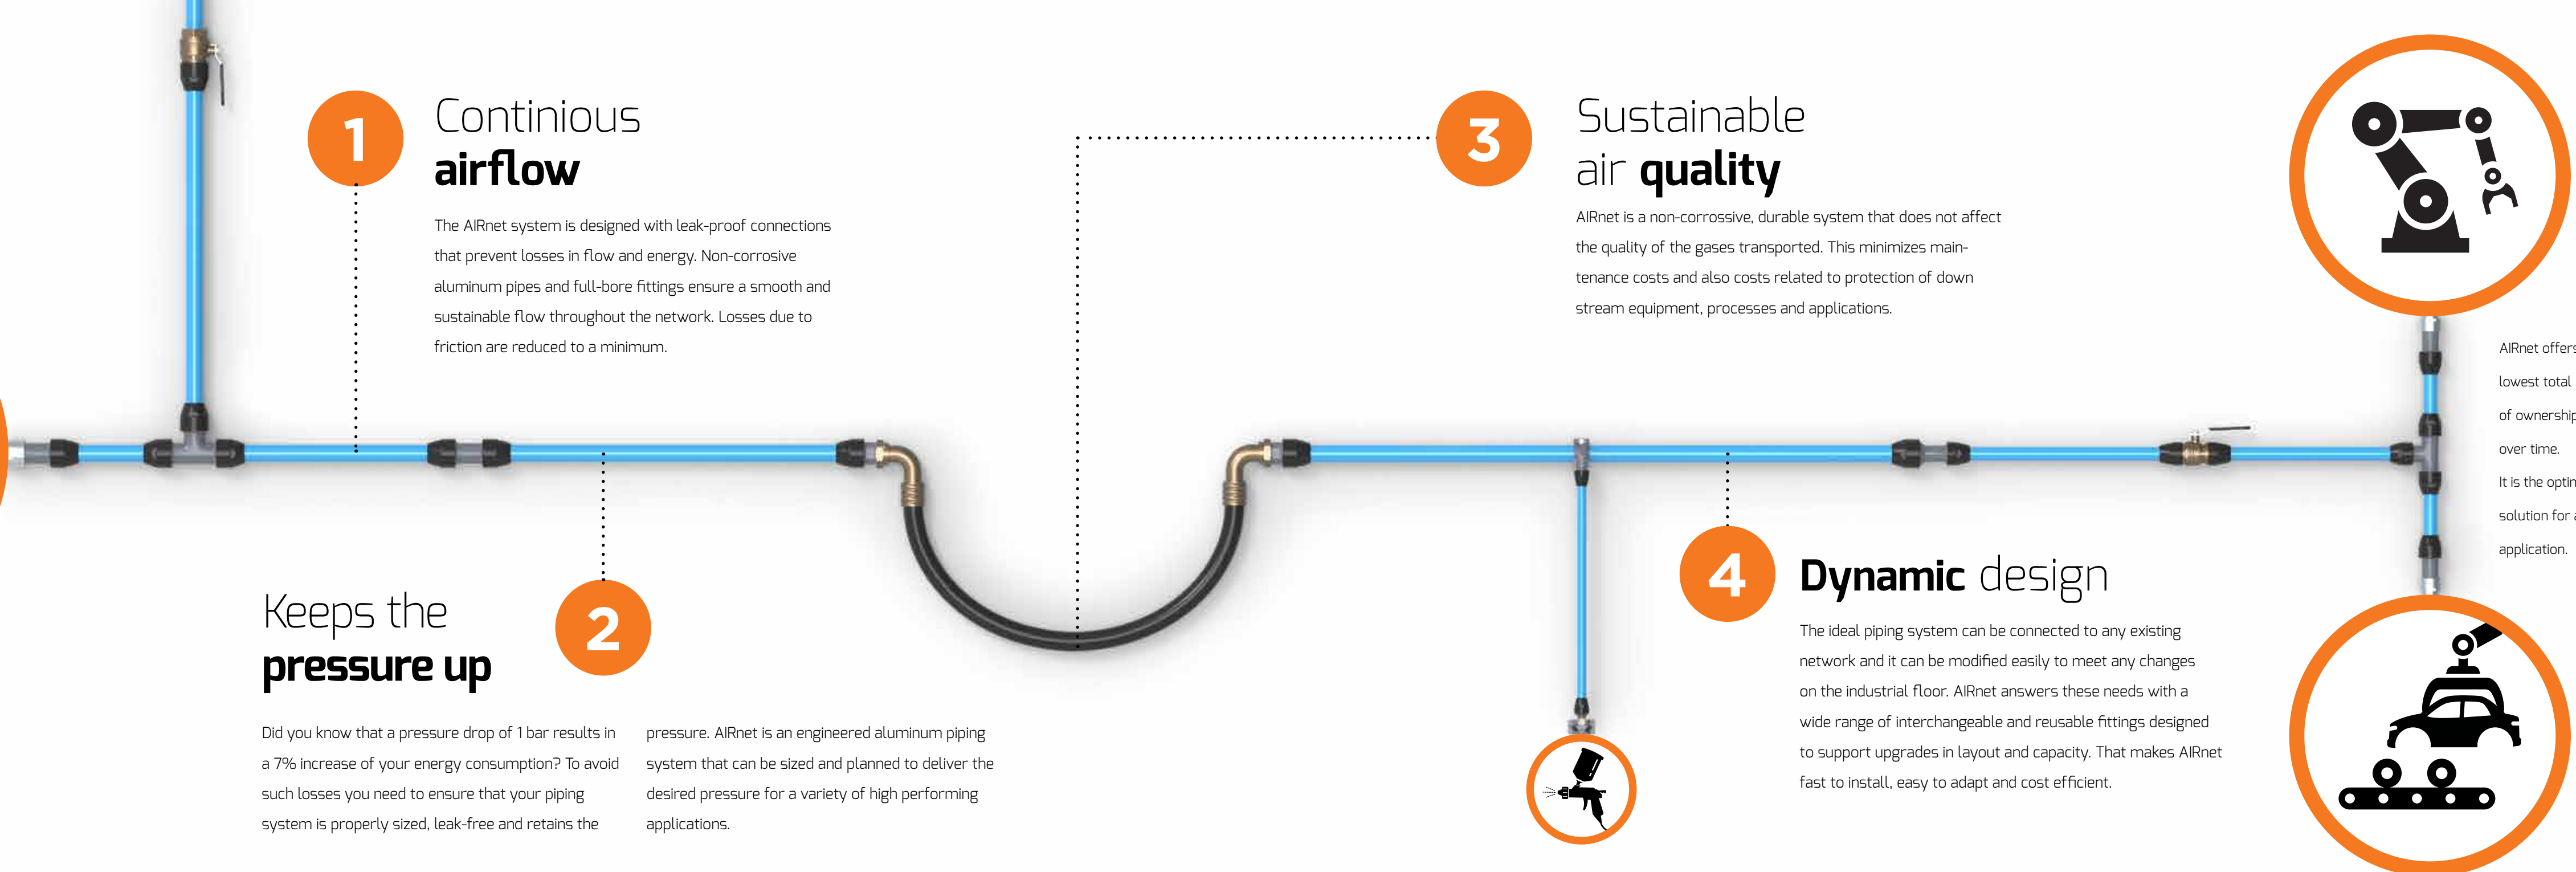 1
Continious
airflow
The AIRnet system is designed with leak-proof connections
that prevent losses in flow and energy. Non-corrosive
aluminum pipes and full-bore fittings ensure a smooth and
sustainable flow throughout the network. Losses due to
friction are reduced to a minimum.
Keeps the
pressure up
2
Did you know that a pressure drop of 1 bar results in
a 7% increase of your energy consumption? To avoid
such losses you need to ensure that your piping
system is properly sized, leak-free and retains the
pressure. AIRnet is an engineered aluminum piping
system that can be sized and planned to deliver the
desired pressure for a variety of high performing
applications.
3
Sustainable
air quality
AIRnet is a non-corrossive, durable system that does not affect
the quality of the gases transported. This minimizes main-
tenance costs and also costs related to protection of down
stream equipment, processes and applications.
4
Dynamic design
The ideal piping system can be connected to any existing
network and it can be modified easily to meet any changes
on the industrial floor. AIRnet answers these needs with a
wide range of interchangeable and reusable fittings designed
to support upgrades in layout and capacity. That makes AIRnet
fast to install, easy to adapt and cost efficient.
AIRnet offers
lowest total
of ownership
over time.
It is the
solution for
application.